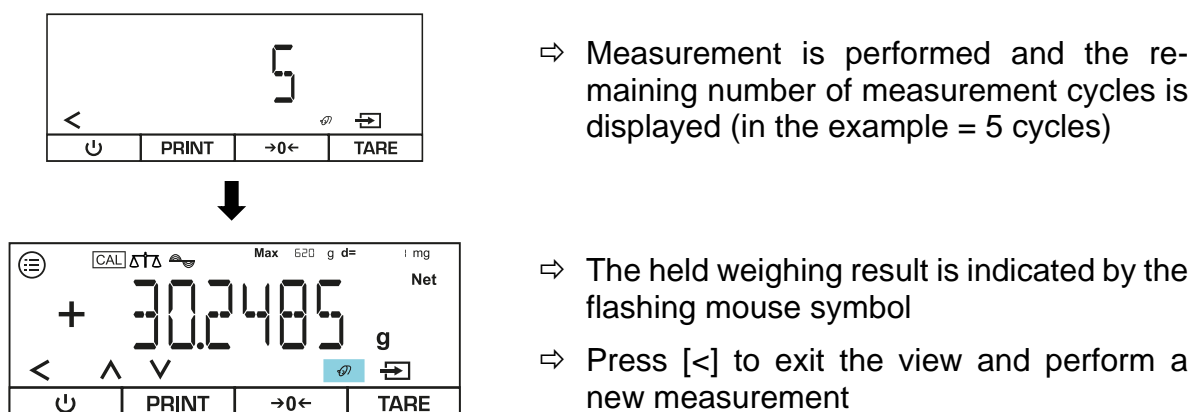 5
<
PRINT →0← TARE
⇨ Measurement is performed and the re-
maining number of measurement cycles is
displayed (in the example = 5 cycles)
CAL Max 620 g d= 1 mg
Net
+ 30.2485 g
< ∧ ∨
PRINT →0← TARE
⇨ The held weighing result is indicated by the
flashing mouse symbol
⇨ Press [<] to exit the view and perform a
new measurement